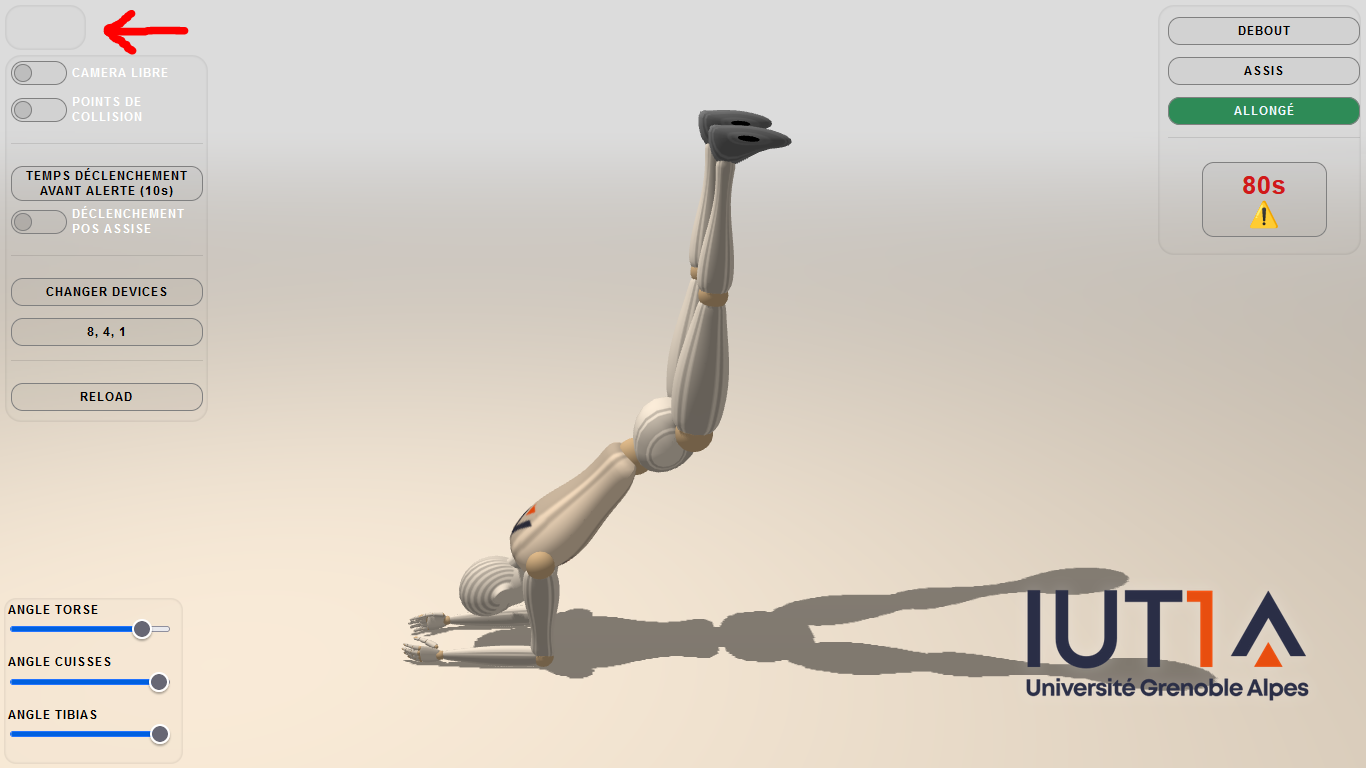 CAMERA LIBRE
POINTS DE
COLLISION
TEMPS DÉCLENCHEMENT
AVANT ALERTE (10s)
DÉCLENCHEMENT
POS ASSISE
CHANGER DEVICES
8, 4, 1
RELOAD
ANGLE TORSE
ANGLE CUISSES
ANGLE TIBIAS
DEBOUT
ASSIS
ALLONGÉ
80s
IUT1A
Université Grenoble Alpes